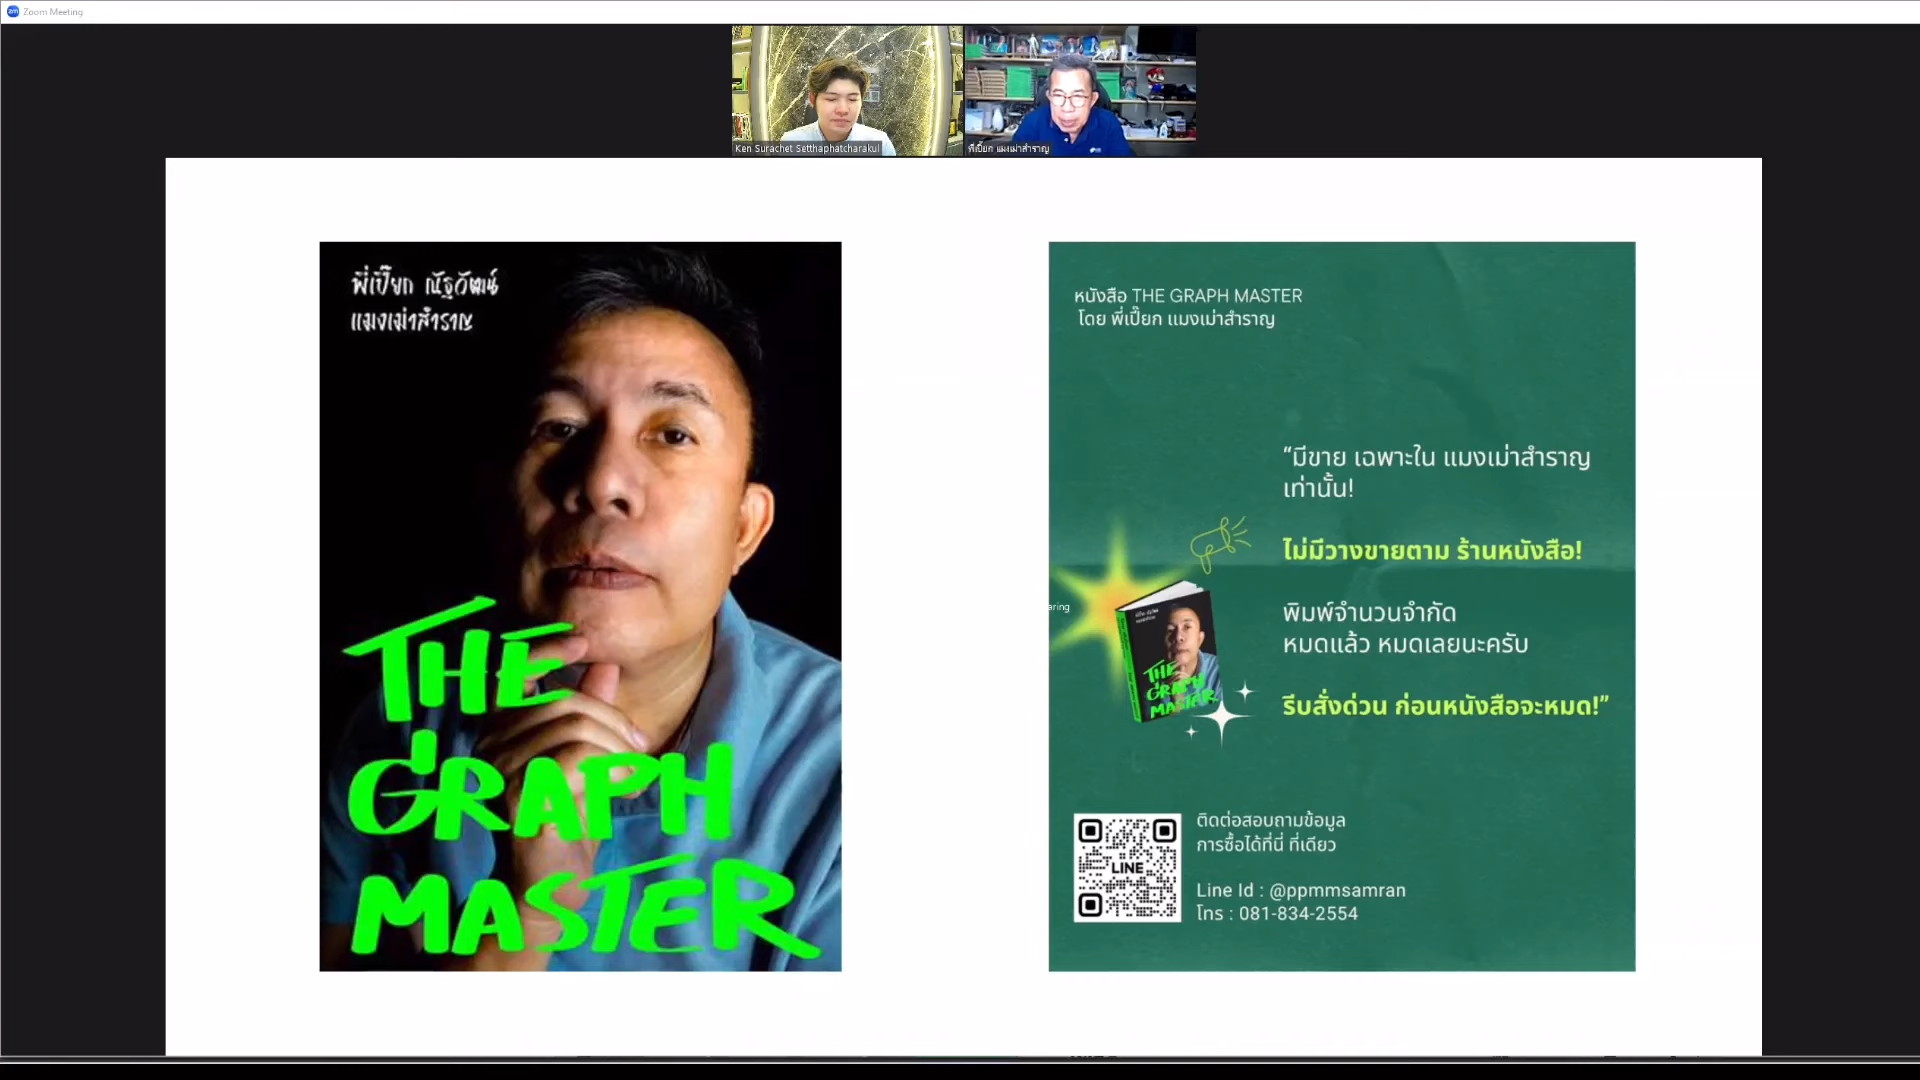 Zoom Meeting
Ken Surachet Setthaphatcharakul
พี่เปี๊ยก แมงเม่าสำราญ
พี่เปี๊ยก ณัฐวัฒน์
แมงเม่าสำราญ
THE
GRAPH
MASTER
หนังสือ THE GRAPH MASTER
โดย พี่เปี๊ยก แมงเม่าสำราญ
“มีขาย เฉพาะใน แมงเม่าสำราญ
เท่านั้น!
ไม่มีวางขายตาม ร้านหนังสือ!
aring
พิมพ์จำนวนจำกัด
หมดแล้ว หมดเลยนะครับ
THE
GRAPH
MASTER
รีบสั่งด่วน ก่อนหนังสือจะหมด!”
LINE
ติดต่อสอบถามข้อมูล
การซื้อได้ที่นี่ ที่เดียว
Line Id : @ppmmsamran
โทร : 081-834-2554